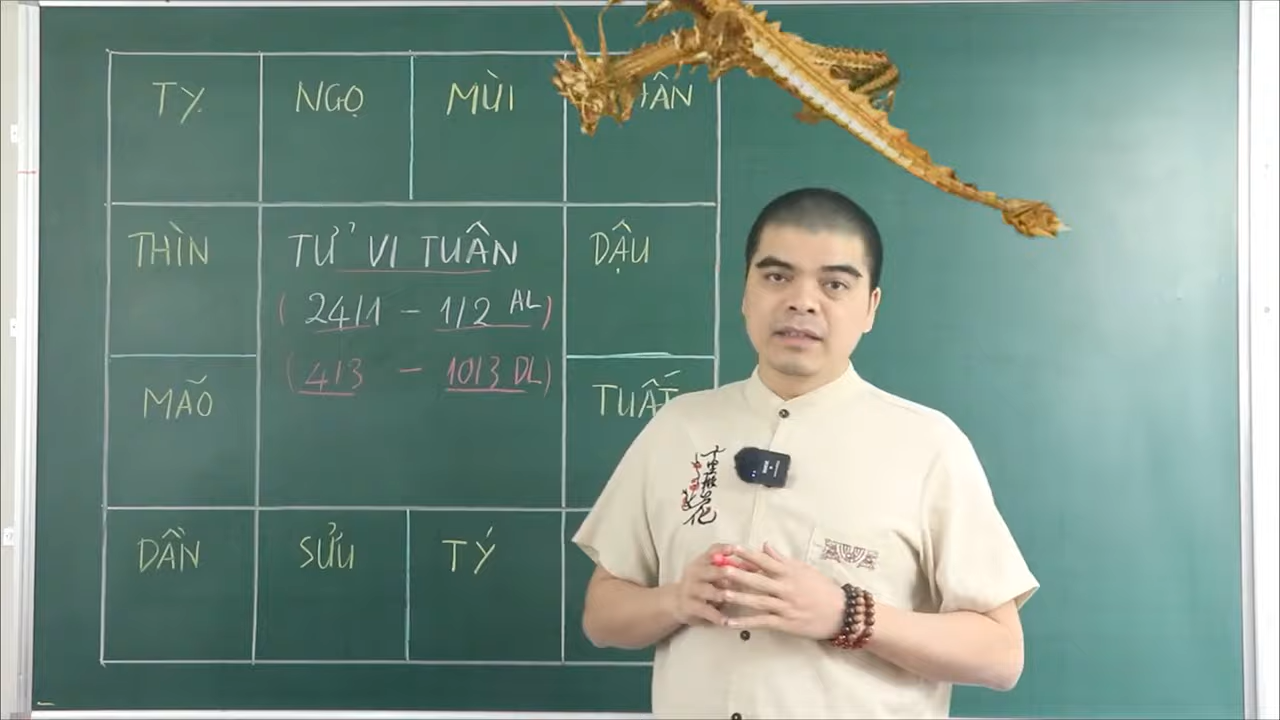 TỴ NGỌ MÙI
THÌN TỬ VI TUẦN DẬU
(24/1 - 1/2 AL)
(4/3 - 10/3 DL)
MÃO TUẤT
DẦN SỬU TÝ